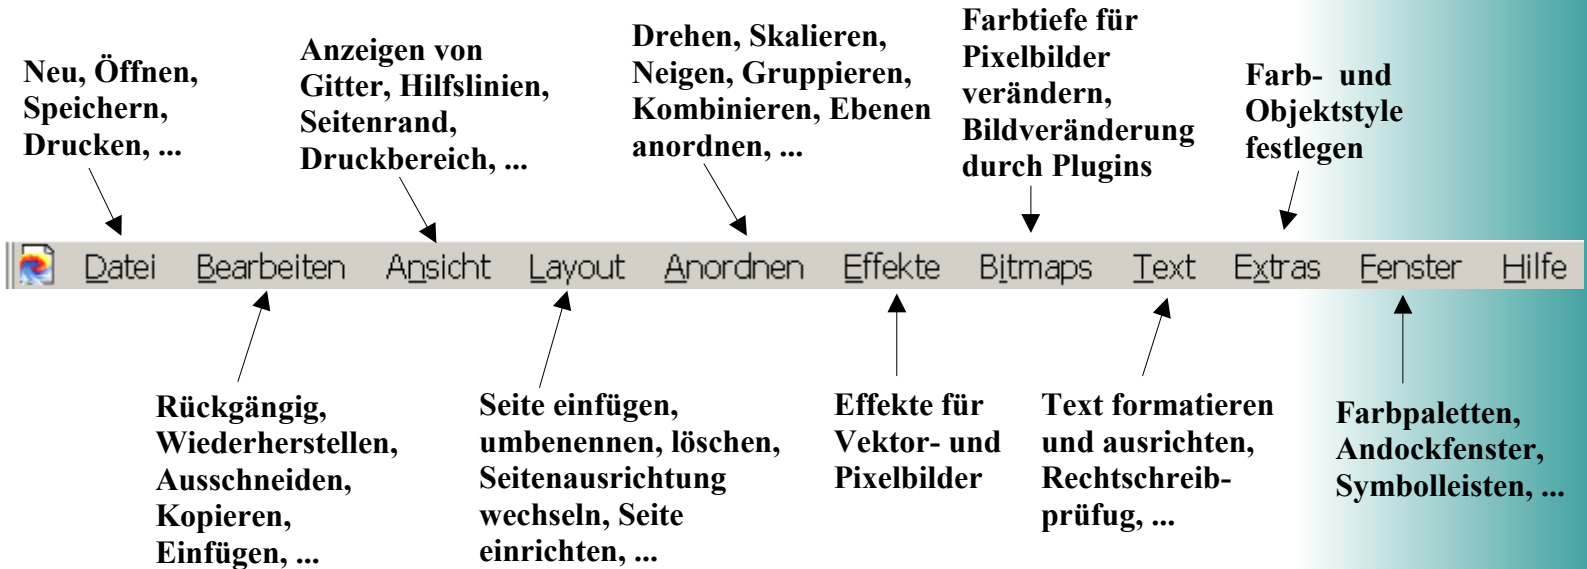 Neu, Öffnen,
Speichern,
Drucken, ...
Anzeigen von
Gitter, Hilfslinien,
Seitenrand,
Druckbereich, ...
Drehen, Skalieren,
Neigen, Gruppieren,
Kombinieren, Ebenen
anordnen, ...
Farbtiefe für
Pixelbilder
verändern,
Bildveränderung
durch Plugins
Farb- und
Objektstyle
festlegen
Datei Bearbeiten Ansicht Layout Anordnen Effekte Bitmaps Text Extras Fenster Hilfe
Rückgängig,
Wiederherstellen,
Ausschneiden,
Kopieren,
Einfügen, ...
Seite einfügen,
umbenennen, löschen,
Seitenausrichtung
wechseln, Seite
einrichten, ...
Effekte für
Vektor- und
Pixelbilder
Text formatieren
und ausrichten,
Rechtschreib-
prüfug, ...
Farbpaletten,
Andockfenster,
Symbolleisten, ...